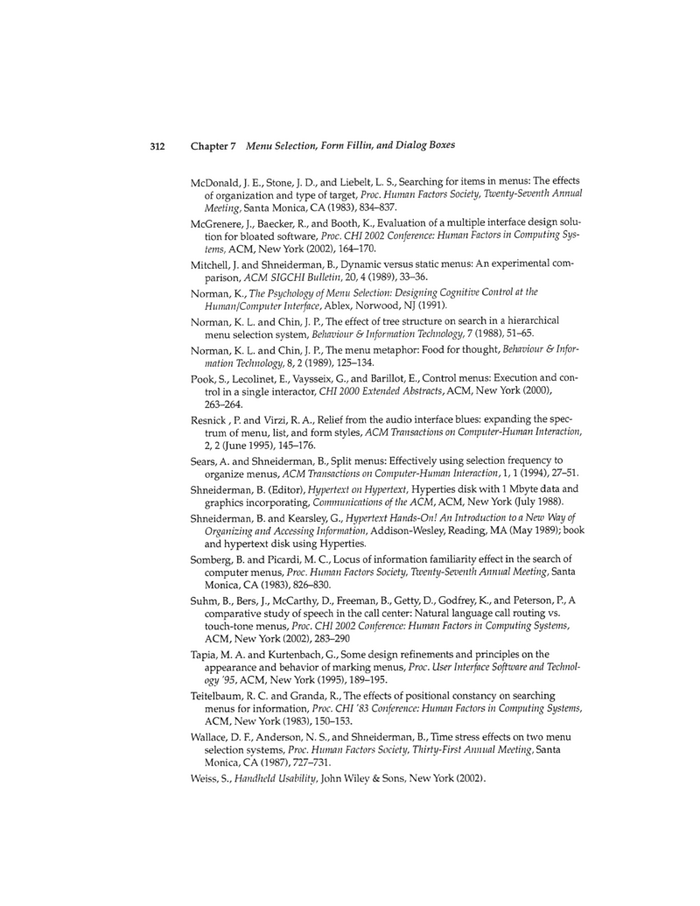 312 Chapter 7 Menu Selection, Form Fillin, and Dialog Boxes
McDonald, J. E., Stone, J. D., and Liebelt, L. S., Searching for items in menus: The effects
of organization and type of target, Proc. Human Factors Society, Twenty-Seventh Annual
Meeting, Santa Monica, CA (1983), 834–837.
McGrenere, J., Baecker, R., and Booth, K., Evaluation of a multiple interface design solu-
tion for bloated software, Proc. CHI 2002 Conference: Human Factors in Computing Sys-
tems, ACM, New York (2002), 164–170.
Mitchell, J. and Shneiderman, B., Dynamic versus static menus: An experimental com-
parison, ACM SIGCHI Bulletin, 20, 4 (1989), 33–36.
Norman, K., The Psychology of Menu Selection: Designing Cognitive Control at the
Human/Computer Interface, Ablex, Norwood, NJ (1991).
Norman, K. L. and Chin, J. P., The effect of tree structure on search in a hierarchical
menu selection system, Behaviour & Information Technology, 7 (1988), 51–65.
Norman, K. L. and Chin, J. P., The menu metaphor: Food for thought, Behaviour & Infor-
mation Technology, 8, 2 (1989), 125–134.
Pook, S., Lecolinet, E., Vaysseix, G., and Barillot, E., Control menus: Execution and con-
trol in a single interactor, CHI 2000 Extended Abstracts, ACM, New York (2000),
263–264.
Resnick , P. and Virzi, R. A., Relief from the audio interface blues: expanding the spec-
trum of menu, list, and form styles, ACM Transactions on Computer-Human Interaction,
2, 2 (June 1995), 145–176.
Sears, A. and Shneiderman, B., Split menus: Effectively using selection frequency to
organize menus, ACM Transactions on Computer-Human Interaction, 1, 1 (1994), 27–51.
Shneiderman, B. (Editor), Hypertext on Hypertext, Hyperties disk with 1 Mbyte data and
graphics incorporating, Communications of the ACM, ACM, New York (July 1988).
Shneiderman, B. and Kearsley, G., Hypertext Hands-On! An Introduction to a New Way of
Organizing and Accessing Information, Addison-Wesley, Reading, MA (May 1989); book
and hypertext disk using Hyperties.
Somberg, B. and Picardi, M. C., Locus of information familiarity effect in the search of
computer menus, Proc. Human Factors Society, Twenty-Seventh Annual Meeting, Santa
Monica, CA (1983), 826–830.
Suhm, B., Bers, J., McCarthy, D., Freeman, B., Getty, D., Godfrey, K., and Peterson, P., A
comparative study of speech in the call center: Natural language call routing vs.
touch-tone menus, Proc. CHI 2002 Conference: Human Factors in Computing Systems,
ACM, New York (2002), 283–290
Tapia, M. A. and Kurtenbach, G., Some design refinements and principles on the
appearance and behavior of marking menus, Proc. User Interface Software and Technol-
ogy '95, ACM, New York (1995), 189–195.
Teitelbaum, R. C. and Granda, R., The effects of positional constancy on searching
menus for information, Proc. CHI '83 Conference: Human Factors in Computing Systems,
ACM, New York (1983), 150–153.
Wallace, D. F., Anderson, N. S., and Shneiderman, B., Time stress effects on two menu
selection systems, Proc. Human Factors Society, Thirty-First Annual Meeting, Santa
Monica, CA (1987), 727–731.
Weiss, S., Handheld Usability, John Wiley & Sons, New York (2002).